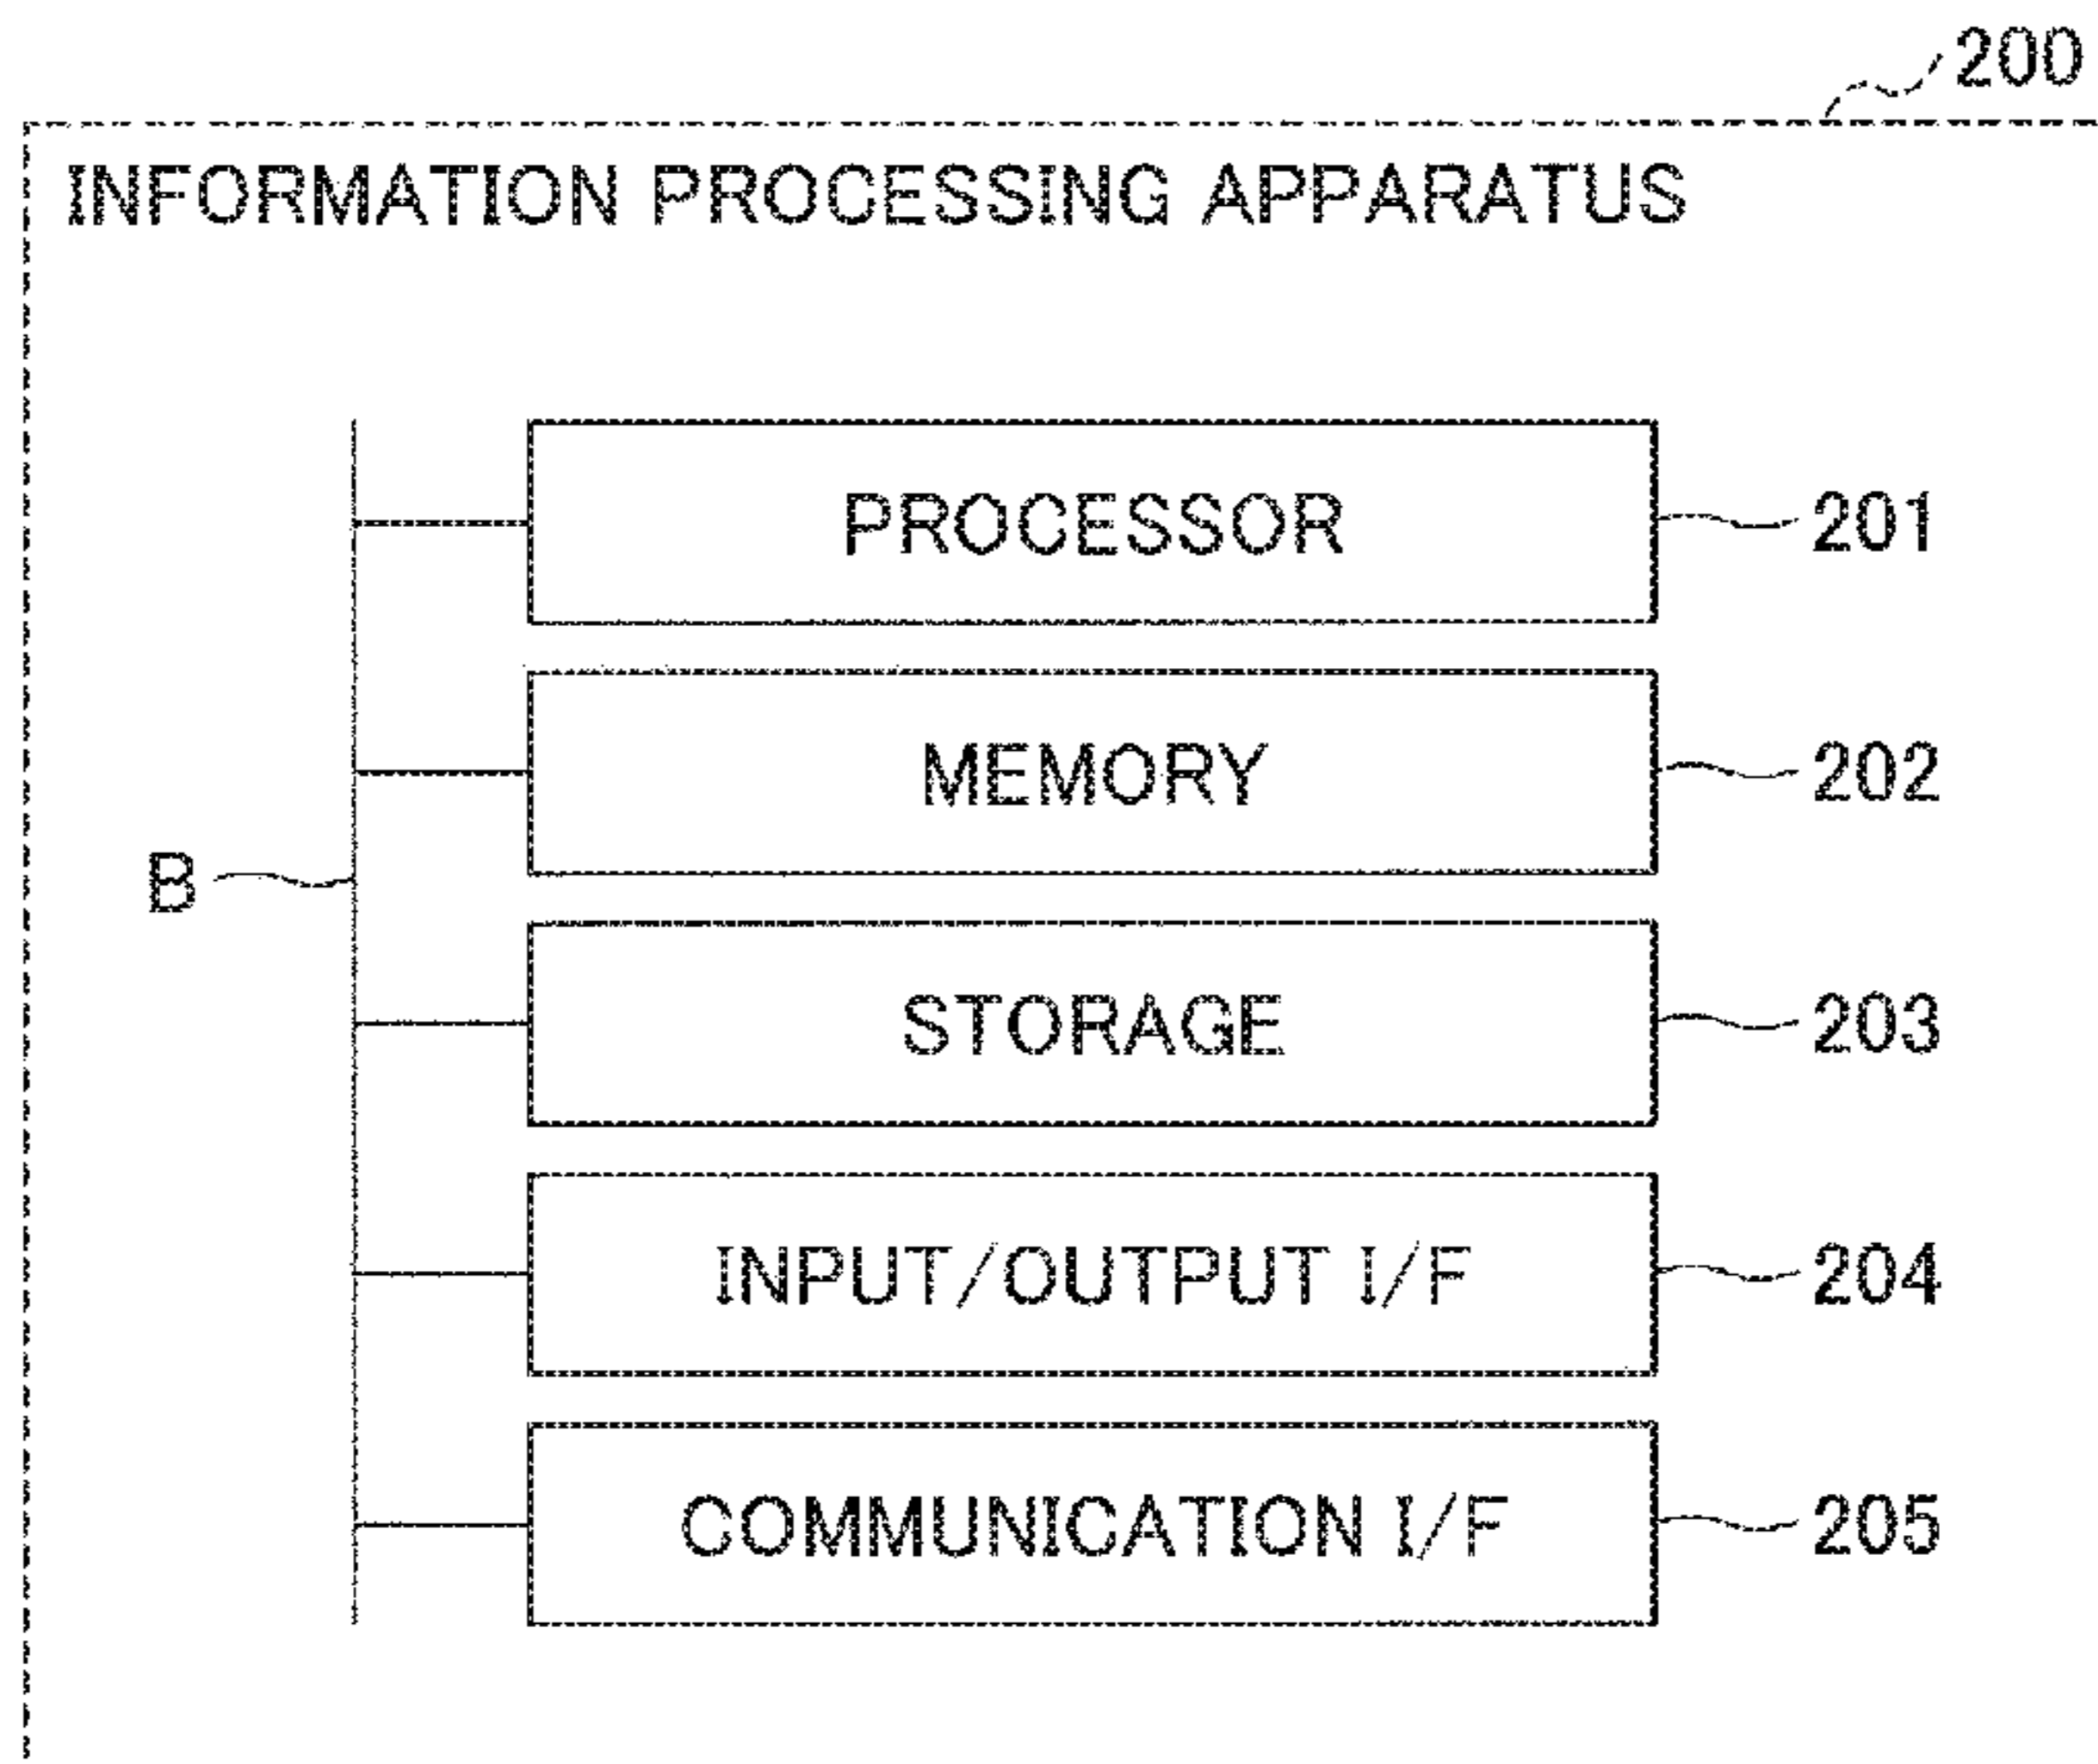 200
INFORMATION PROCESSING APPARATUS
PROCESSOR 201
MEMORY 202
B
STORAGE 203
INPUT/OUTPUT I/F 204
COMMUNICATION I/F 205